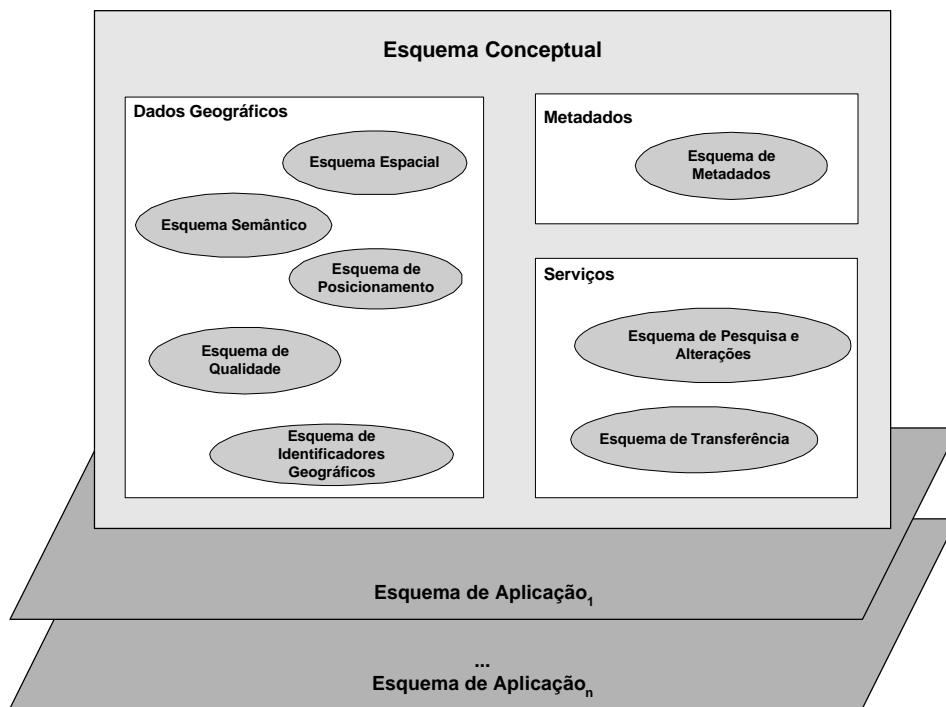 Esquema Conceptual
Dados Geográficos
Esquema Espacial
Esquema Semântico
Esquema de
Posicionamento
Esquema de
Qualidade
Esquema de
Identificadores
Geográficos
Metadados
Esquema de
Metadados
Serviços
Esquema de Pesquisa e
Alterações
Esquema de Transferência
Esquema de Aplicação1
...
Esquema de Aplicaçãon